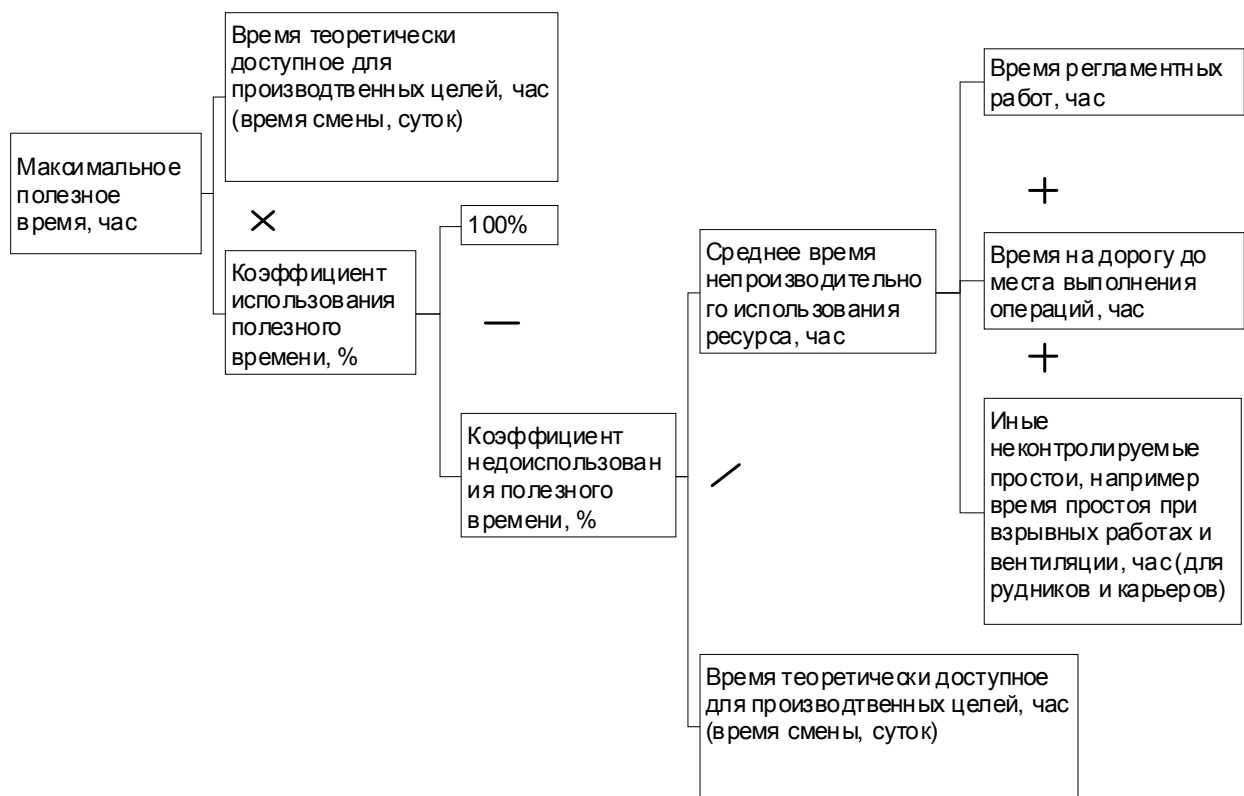 Максимальное
полезное
время, час
Время теоретически
доступное для
производтвенных целей, час
(время смены, суток)
×
Коэффициент
использования
полезного
времени, %
100%
—
Коэффициент
недоиспользован
ия полезного
времени, %
Среднее время
непроизводительно
го использования
ресурса, час
/
Время теоретически доступное
для производтвенных целей, час
(время смены, суток)
Время регламентных
работ, час
+
Время на дорогу до
места выполнения
операций, час
+
Иные
неконтролируемые
простои, например
время простоя при
взрывных работах и
вентиляции, час (для
рудников и карьеров)